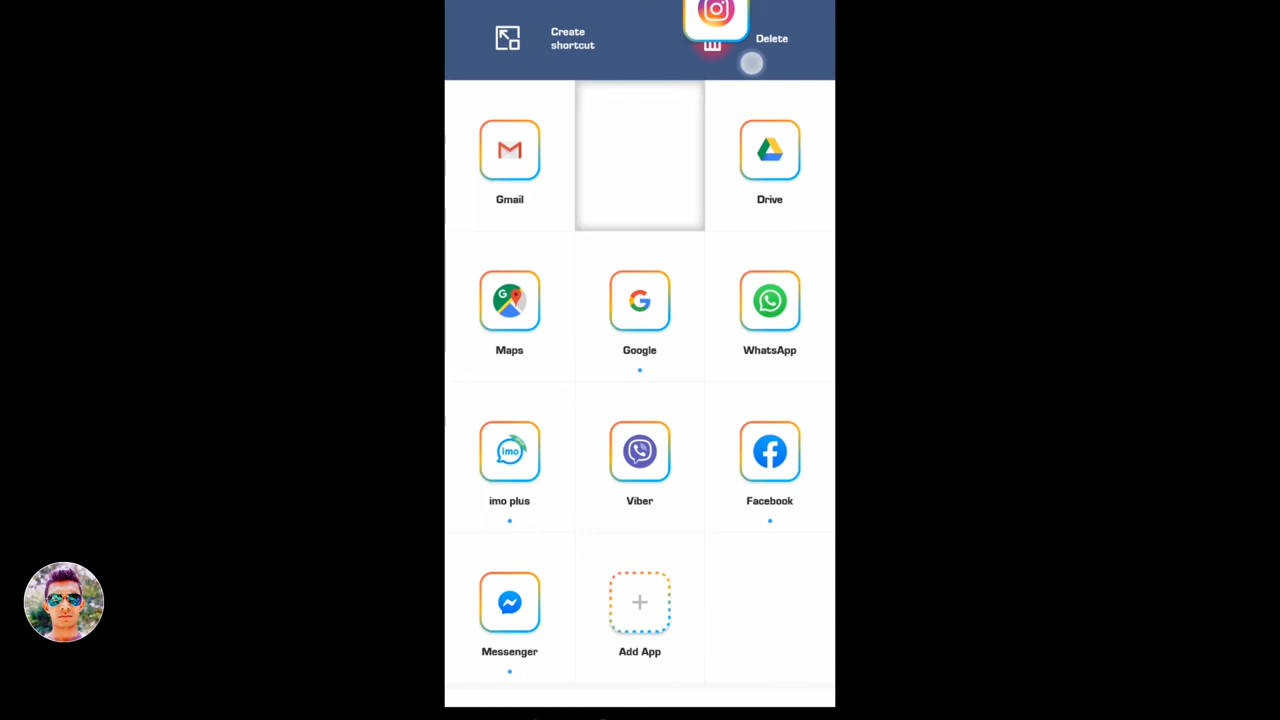 Create
shortcut
Delete
Gmail
Drive
Maps
Google
WhatsApp
imo plus
Viber
Facebook
Messenger
Add App